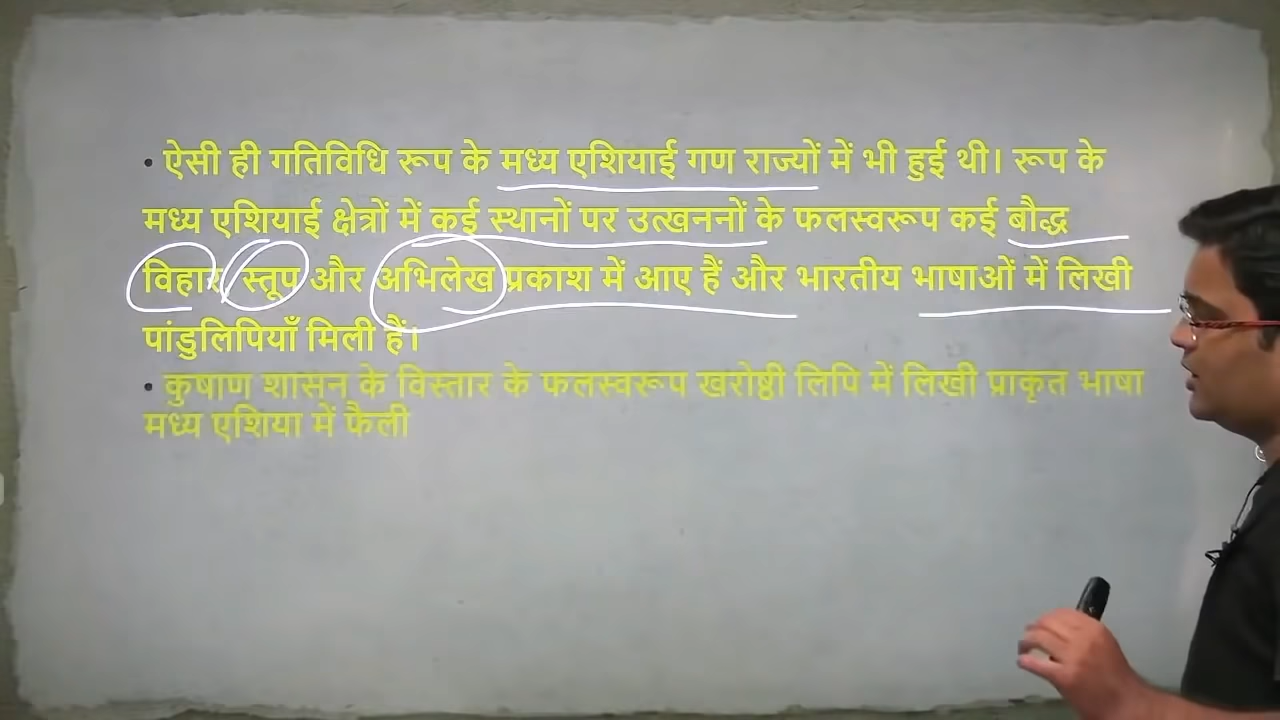 • ऐसी ही गतिविधि रूप के मध्य एशियाई गण राज्यों में भी हुई थी। रूप के
मध्य एशियाई क्षेत्रों में कई स्थानों पर उत्खननों के फलस्वरूप कई बौद्ध
विहार स्तूप और अभिलेख प्रकाश में आए हैं और भारतीय भाषाओं में लिखी
पांडुलिपियाँ मिली हैं।
• कुषाण शासन के विस्तार के फलस्वरूप खरोष्ठी लिपि में लिखी प्राकृत भाषा
मध्य एशिया में फैली